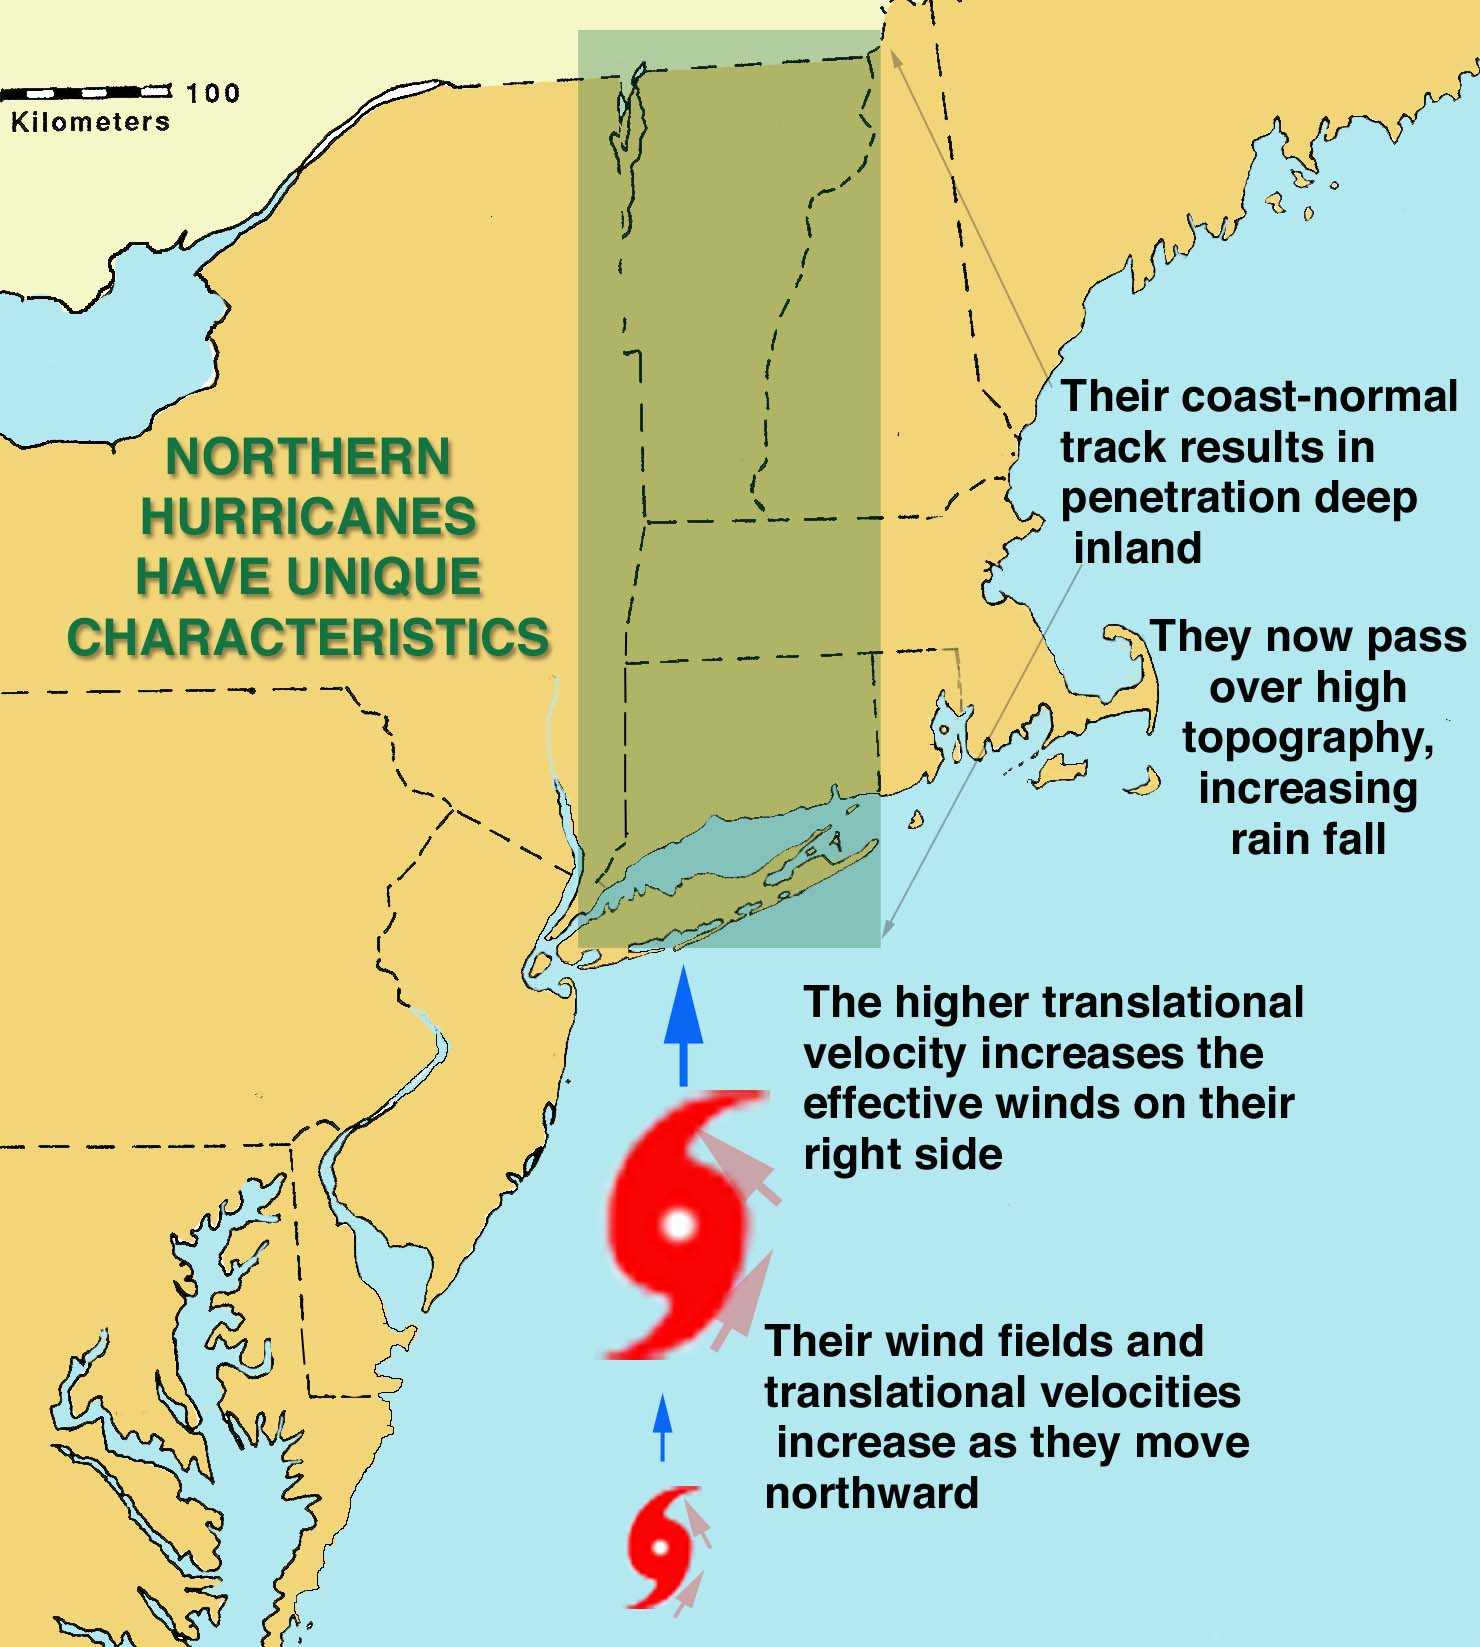 100
Kilometers
NORTHERN
HURRICANES
HAVE UNIQUE
CHARACTERISTICS
Their coast-normal
track results in
penetration deep
inland
They now pass
over high
topography,
increasing
rain fall
The higher translational
velocity increases the
effective winds on their
right side
Their wind fields and
translational velocities
increase as they move
northward